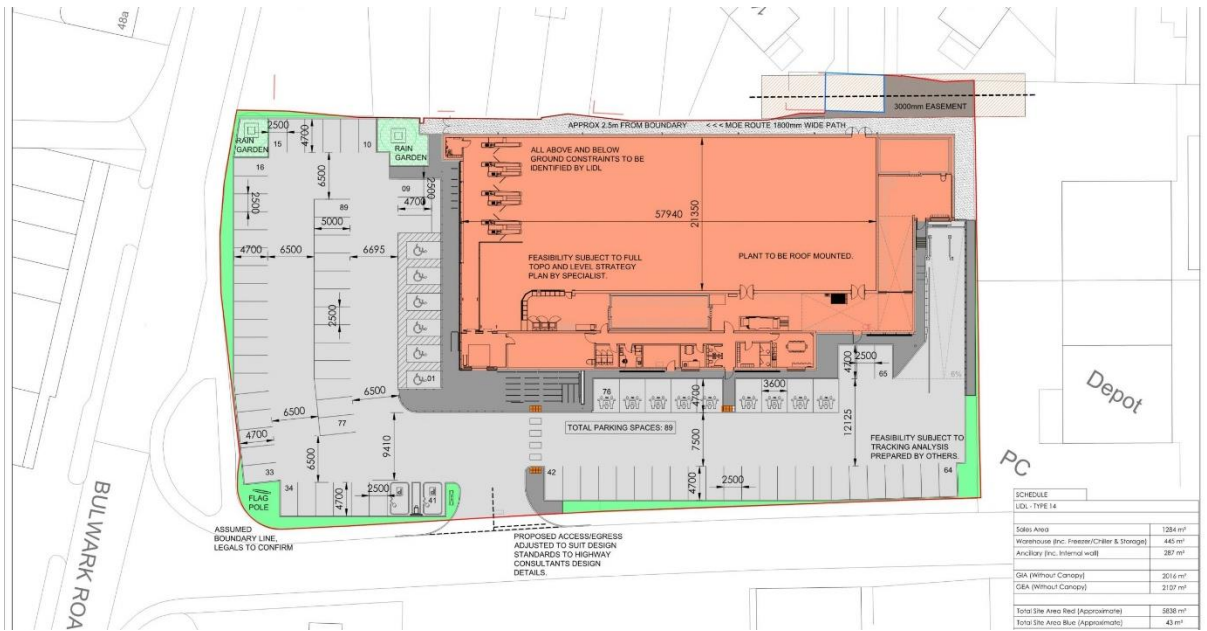 48a
3000mm EASEMENT
APPROX 2.5m FROM BOUNDARY <<< MOE ROUTE 1800mm WIDE PATH
2500
4700
RAIN
GARDEN
15
10
RAIN
GARDEN
16
6500
09
2500
4700
2500
89
5000
4700
6500
6695
2500
ALL ABOVE AND BELOW
GROUND CONSTRAINTS TO BE
IDENTIFIED BY LIDL
57940
21350
FEASIBILITY SUBJECT TO FULL
TOPO AND LEVEL STRATEGY
PLAN BY SPECIALIST.
PLANT TO BE ROOF MOUNTED.
01
6500
6500
77
4700
6500
9410
33
34
FLAG
POLE
4700
2500
41
76
4700
3600
4700
2500
65
6%
TOTAL PARKING SPACES: 89
7500
12125
FEASIBILITY SUBJECT TO
TRACKING ANALYSIS
PREPARED BY OTHERS.
42
4700
2500
64
ASSUMED
BOUNDARY LINE,
LEGALS TO CONFIRM
PROPOSED ACCESS/EGRESS
ADJUSTED TO SUIT DESIGN
STANDARDS TO HIGHWAY
CONSULTANTS DESIGN
DETAILS.
BULWARK ROA
Depot
PC
SCHEDULE
LIDL - TYPE 14
Sales Area 1284 m²
Warehouse (Inc. Freezer/Chiller & Storage) 445 m²
Ancillary (Inc. Internal wall) 287 m²
GIA (Without Canopy) 2016 m²
GEA (Without Canopy) 2107 m²
Total Site Area Red (Approximate) 5838 m²
Total Site Area Blue (Approximate) 43 m²